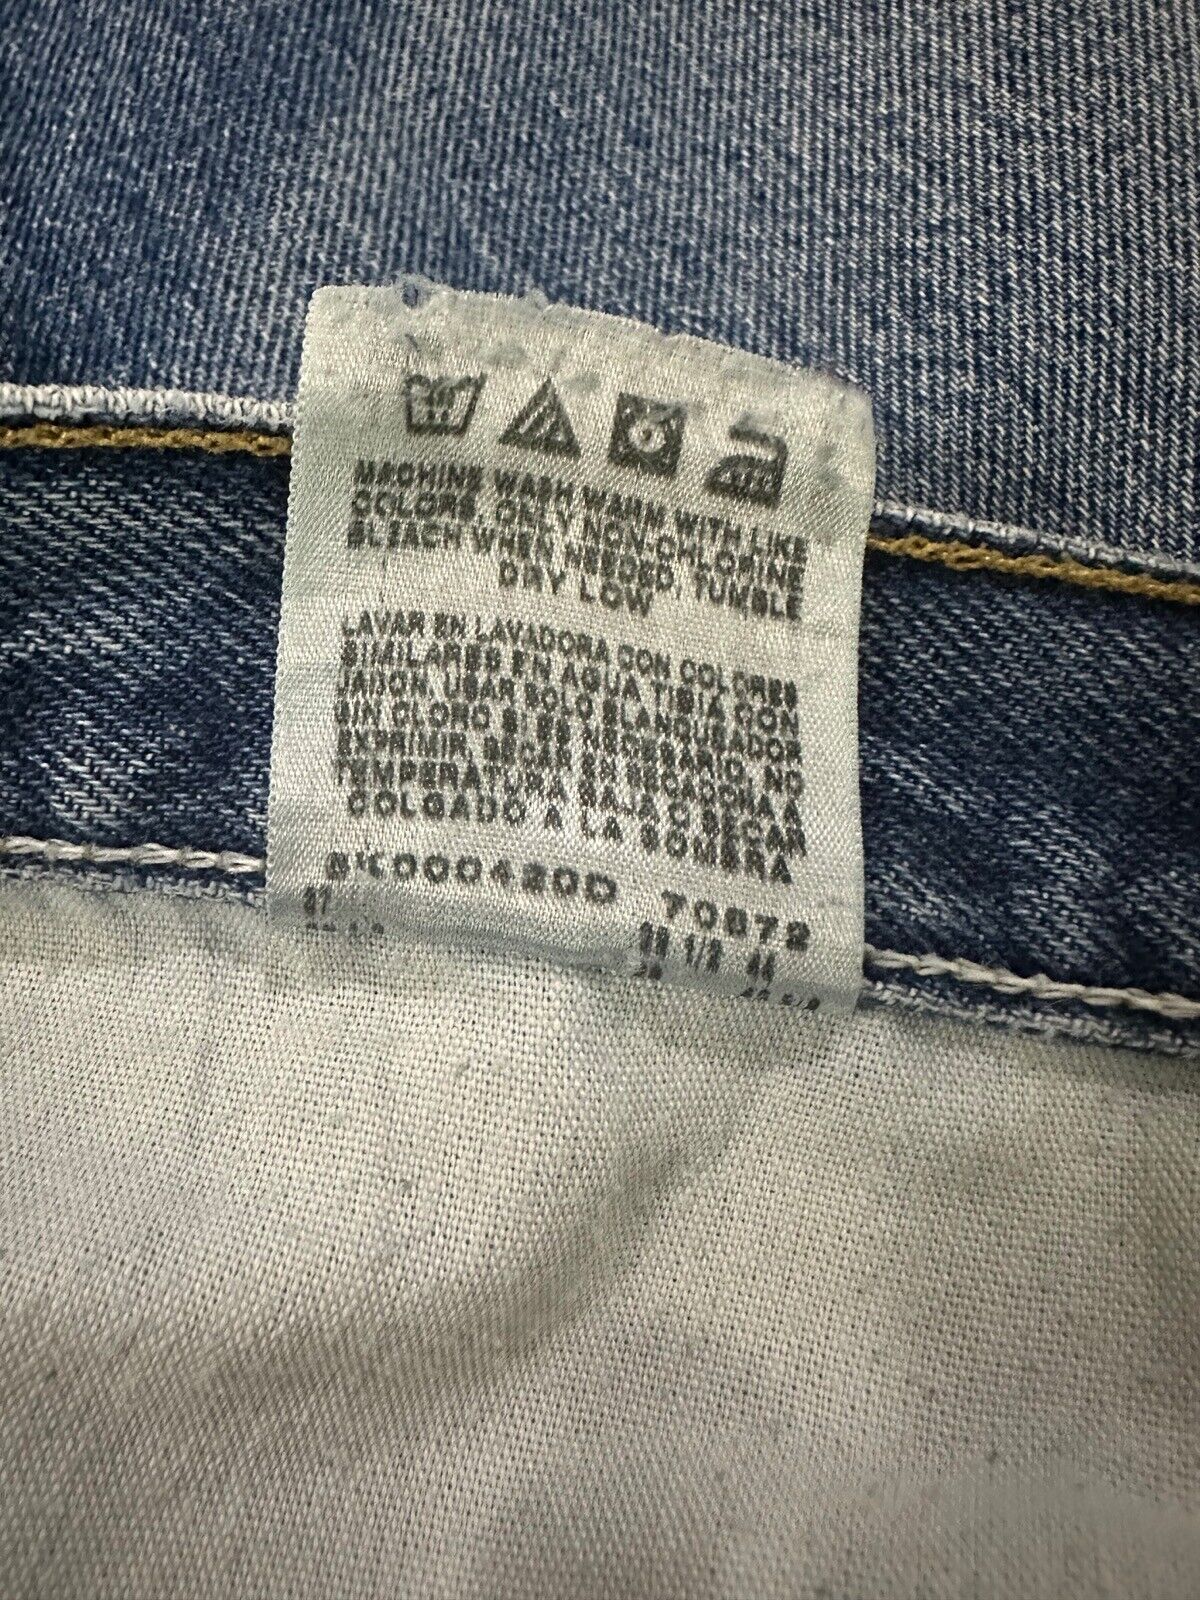 MACHINE WASH WARM WITH LIKE
COLORS, ONLY NON-CHLORINE
BLEACH WHEN NEEDED, TUMBLE
DRY LOW
LAVAR EN LAVADORA CON COLORES
SIMILARES EN AGUA TIBIA CON
JABON, USAR SOLO BLANQUEADOR
SIN CLORO SI ES NECESARIO, NO
EXPRIMIR, SECAR EN SECADORA A
TEMPERATURA BAJA O SECAR
COLGADO A LA SOMBRA
70872